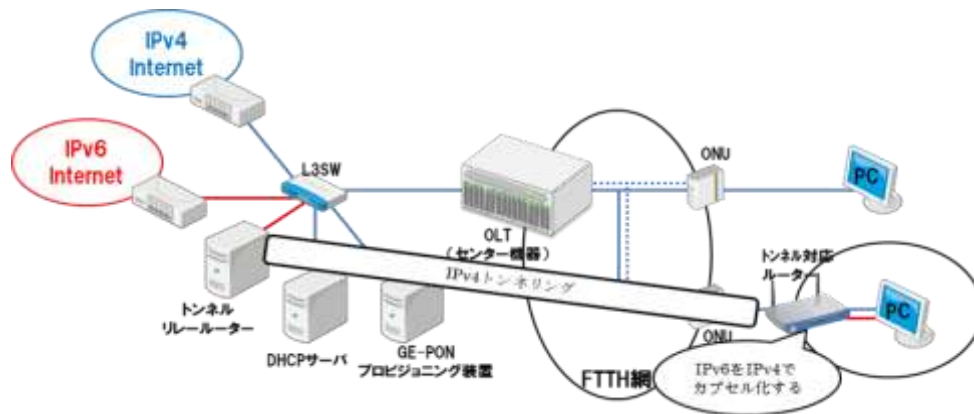 IPv4
Internet
IPv6
Internet
L3SW
ONU
PC
OLT
(センター機器)
IPv4トンネリング
トンネル対応
ルーター
PC
トンネル
リレールーター
DHCPサーバ
GE-PON
プロビジョニング装置
ONU
FTTH網
IPv6をIPv4で
カプセル化する